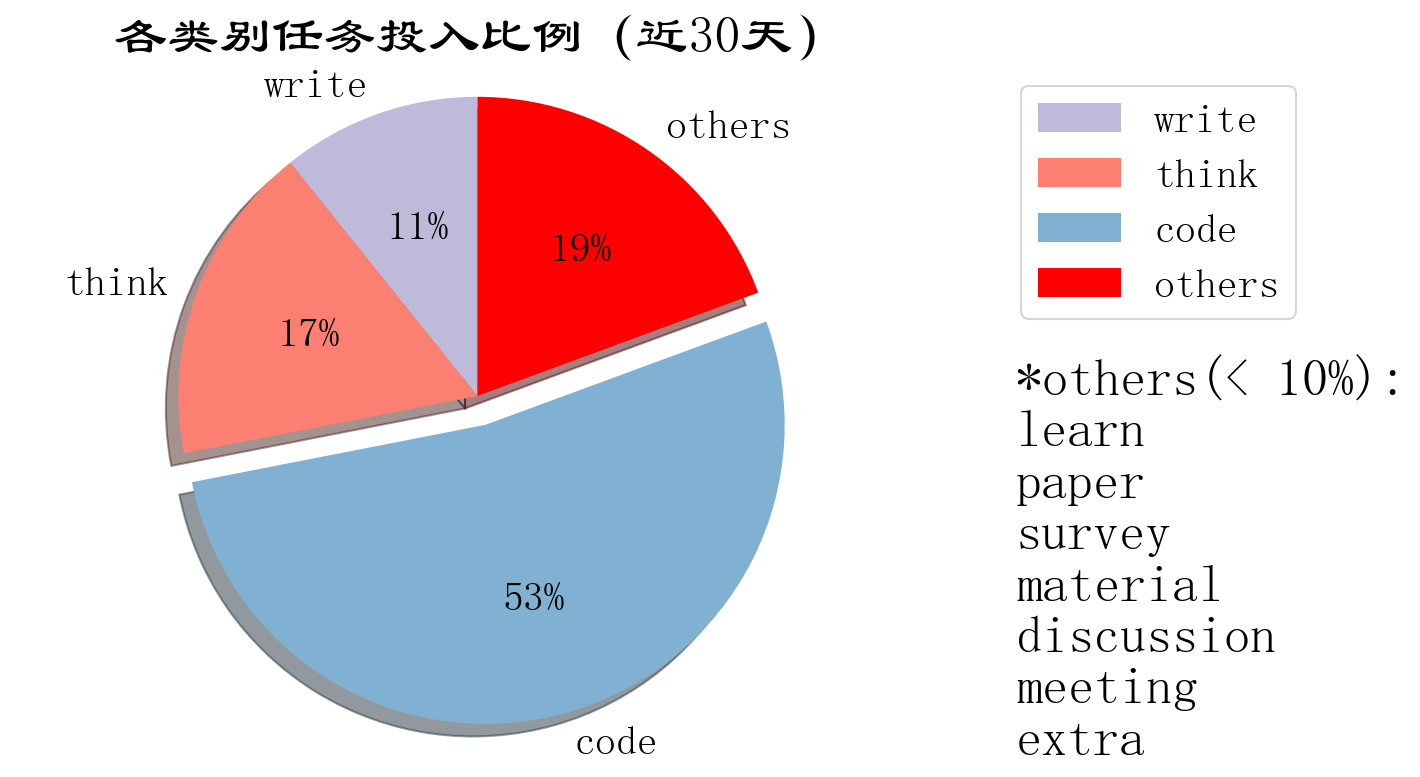 各类别任务投入比例 (近30天)
write
others
11%
19%
think
17%
53%
code
write
think
code
others
*others(< 10%):
learn
paper
survey
material
discussion
meeting
extra